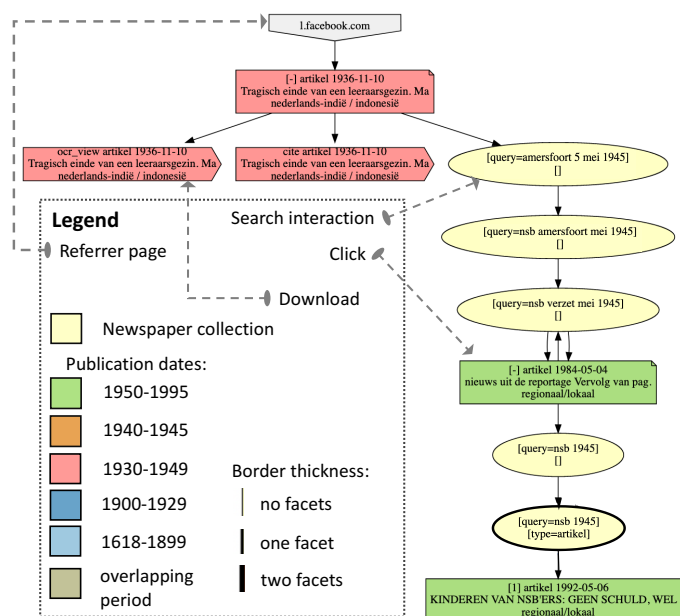 l.facebook.com
[-] artikel 1936-11-10
Tragisch einde van een leeraarsgezin. Ma
nederlands-indië / indonesië
ocr_view artikel 1936-11-10
Tragisch einde van een leeraarsgezin. Ma
nederlands-indië / indonesië
cite artikel 1936-11-10
Tragisch einde van een leeraarsgezin. Ma
nederlands-indië / indonesië
[query=amersfoort 5 mei 1945]
[]
[query=nsb amersfoort mei 1945]
[]
[query=nsb verzet mei 1945]
[]
[-] artikel 1984-05-04
nieuws uit de reportage Vervolg van pag.
regionaal/lokaal
[query=nsb 1945]
[]
[query=nsb 1945]
[type=artikel]
[1] artikel 1992-05-06
KINDEREN VAN NSB'ERS: GEEN SCHULD, WEL
regionaal/lokaal
Legend
Search interaction
Referrer page
Click
Download
Newspaper collection
Publication dates:
1950-1995
1940-1945
1930-1949
1900-1929
1618-1899
overlapping
period
Border thickness:
no facets
one facet
two facets